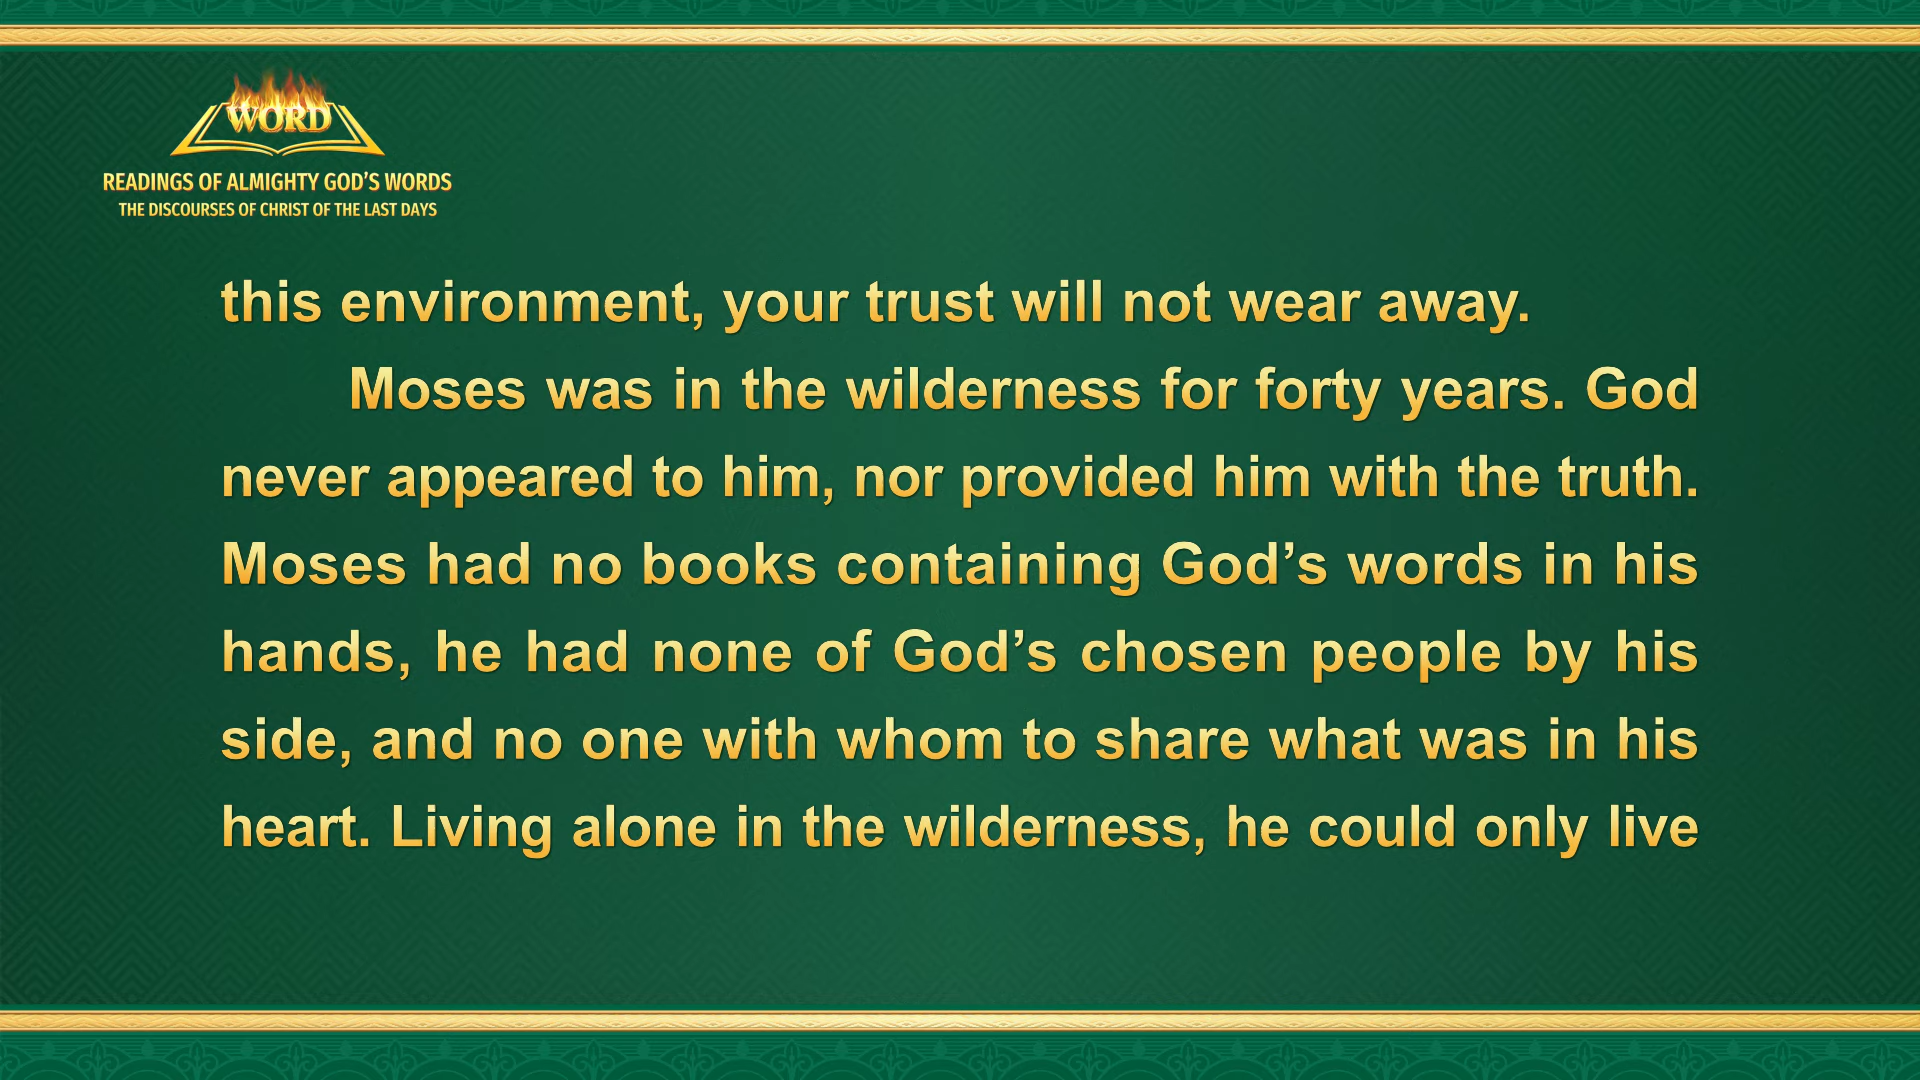 WORD
READINGS OF ALMIGHTY GOD’S WORDS
THE DISCOURSES OF CHRIST OF THE LAST DAYS
this environment, your trust will not wear away.
Moses was in the wilderness for forty years. God
never appeared to him, nor provided him with the truth.
Moses had no books containing God’s words in his
hands, he had none of God’s chosen people by his
side, and no one with whom to share what was in his
heart. Living alone in the wilderness, he could only live